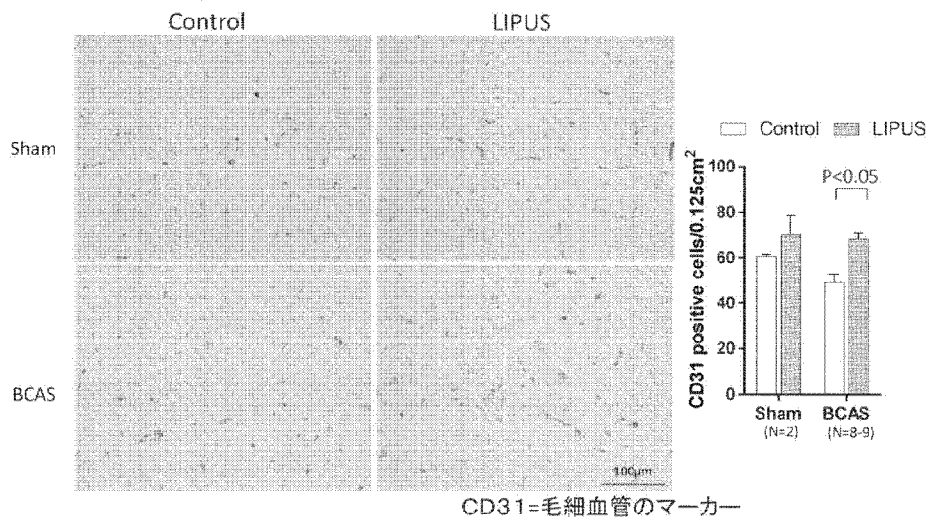 Control LIPUS
Sham
BCAS
100μm
CD31=毛細血管のマーカー
Control LIPUS
CD31 positive cells/0.125cm²
P<0.05
100
80
60
40
20
0
Sham BCAS
(N=2) (N=8-9)